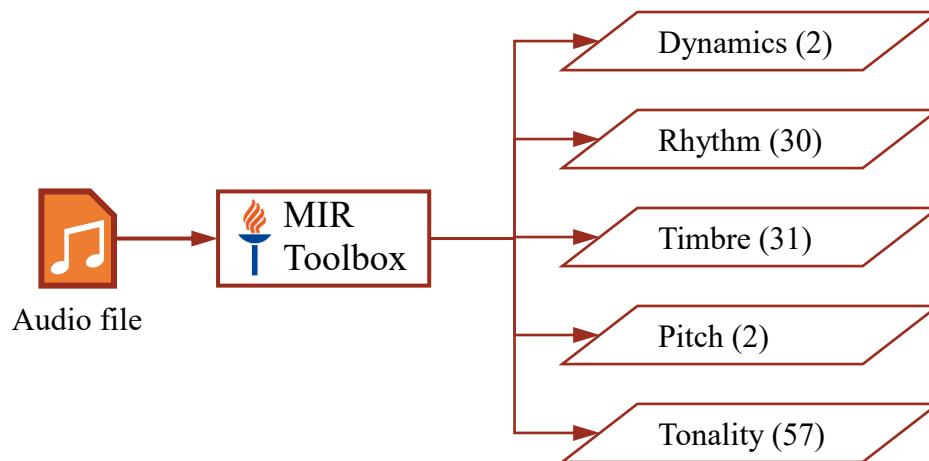 Dynamics (2)
Rhythm (30)
MIR
Toolbox
Timbre (31)
Audio file
Pitch (2)
Tonality (57)